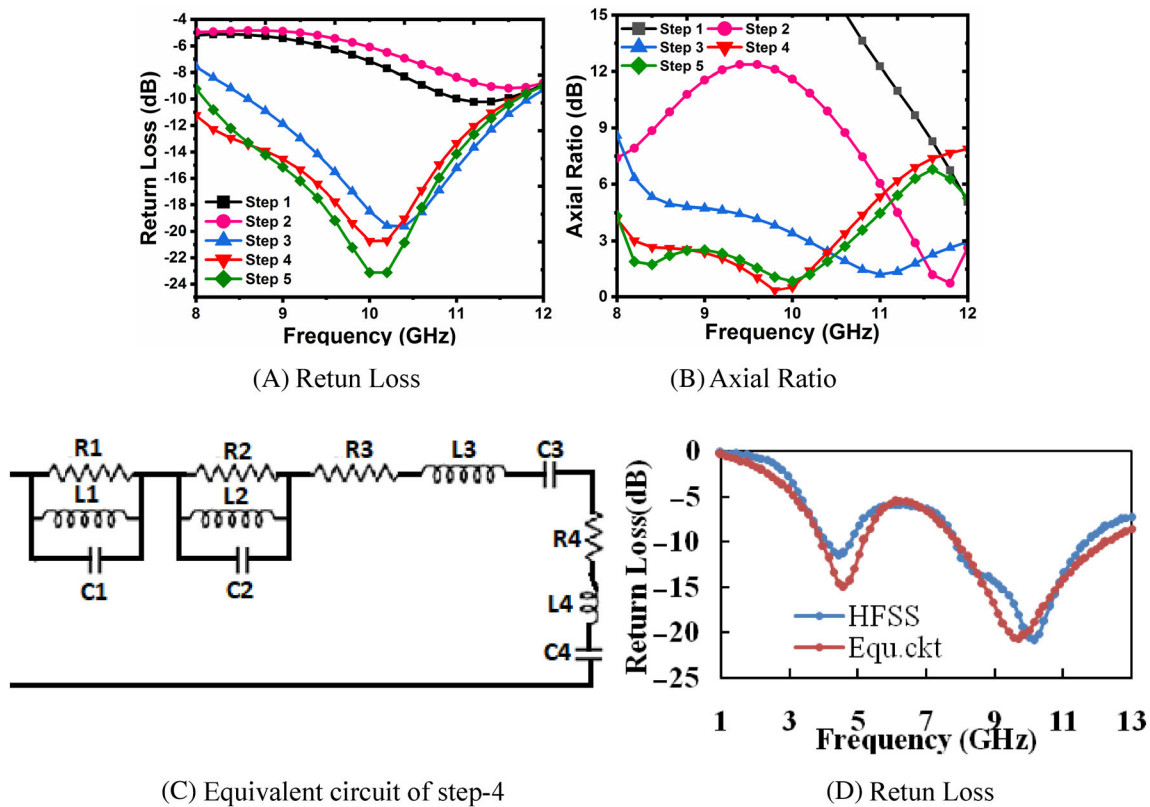 -4
-6
-8
-10
-12
-14
-16
-18
-20
-22
-24
Return Loss (dB)
Step 1
Step 2
Step 3
Step 4
Step 5
8 9 10 11 12
Frequency (GHz)
(A) Retun Loss
15
12
9
6
3
0
Axial Ratio (dB)
Step 1 Step 2
Step 3 Step 4
Step 5
8 9 10 11 12
Frequency (GHz)
(B) Axial Ratio
R1 R2 R3 L3 C3
L1 L2
C1 C2
R4
L4
C4
(C) Equivalent circuit of step-4
0
−5
−10
−15
−20
−25
Return Loss(dB)
HFSS
Equ.ckt
1 3 5 7 9 11 13
Frequency (GHz)
(D) Retun Loss